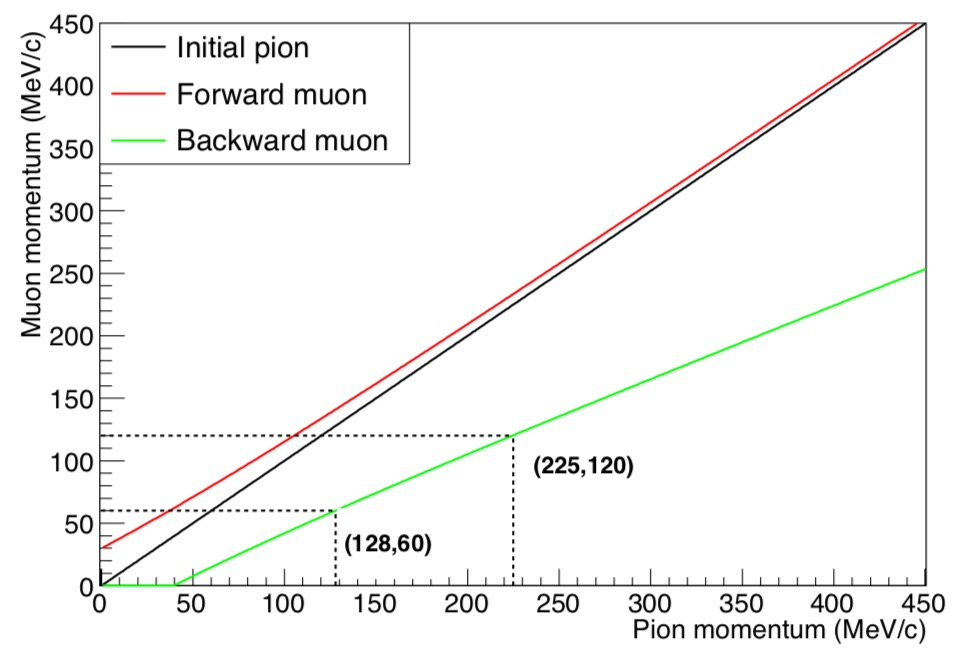 Muon momentum (MeV/c)
450
400
350
300
250
200
150
100
50
0
Initial pion
Forward muon
Backward muon
(225,120)
(128,60)
0 50 100 150 200 250 300 350 400 450
Pion momentum (MeV/c)